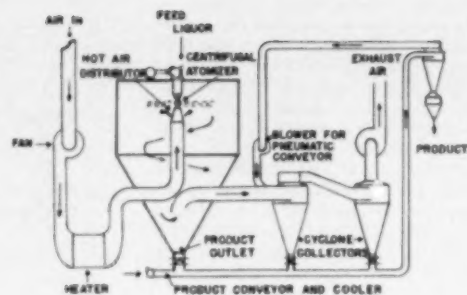 AIR IN
FEED
LIQUOR
HOT AIR
DISTRIBUTOR
CENTRIFUGAL
ATOMIZER
EXHAUST
AIR
FAN
BLOWER FOR
PNEUMATIC
CONVEYOR
PRODUCT
PRODUCT
OUTLET
CYCLONE
COLLECTORS
HEATER
PRODUCT CONVEYOR AND COOLER